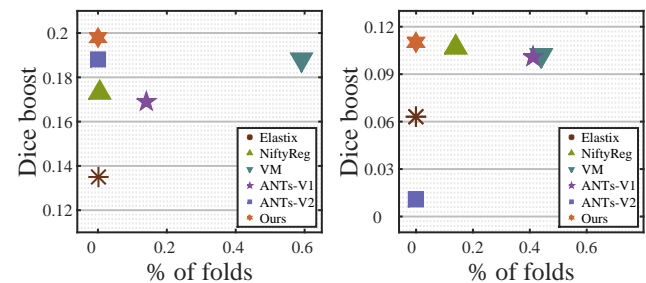 0.2
0.18
0.16
0.14
0.12
Dice boost
0
0.2
0.4
0.6
% of folds
Elastix
NiftyReg
VM
ANTs-V1
ANTs-V2
Ours
0.12
0.09
0.06
0.03
0
Dice boost
0
0.2
0.4
0.6
% of folds
Elastix
NiftyReg
VM
ANTs-V1
ANTs-V2
Ours